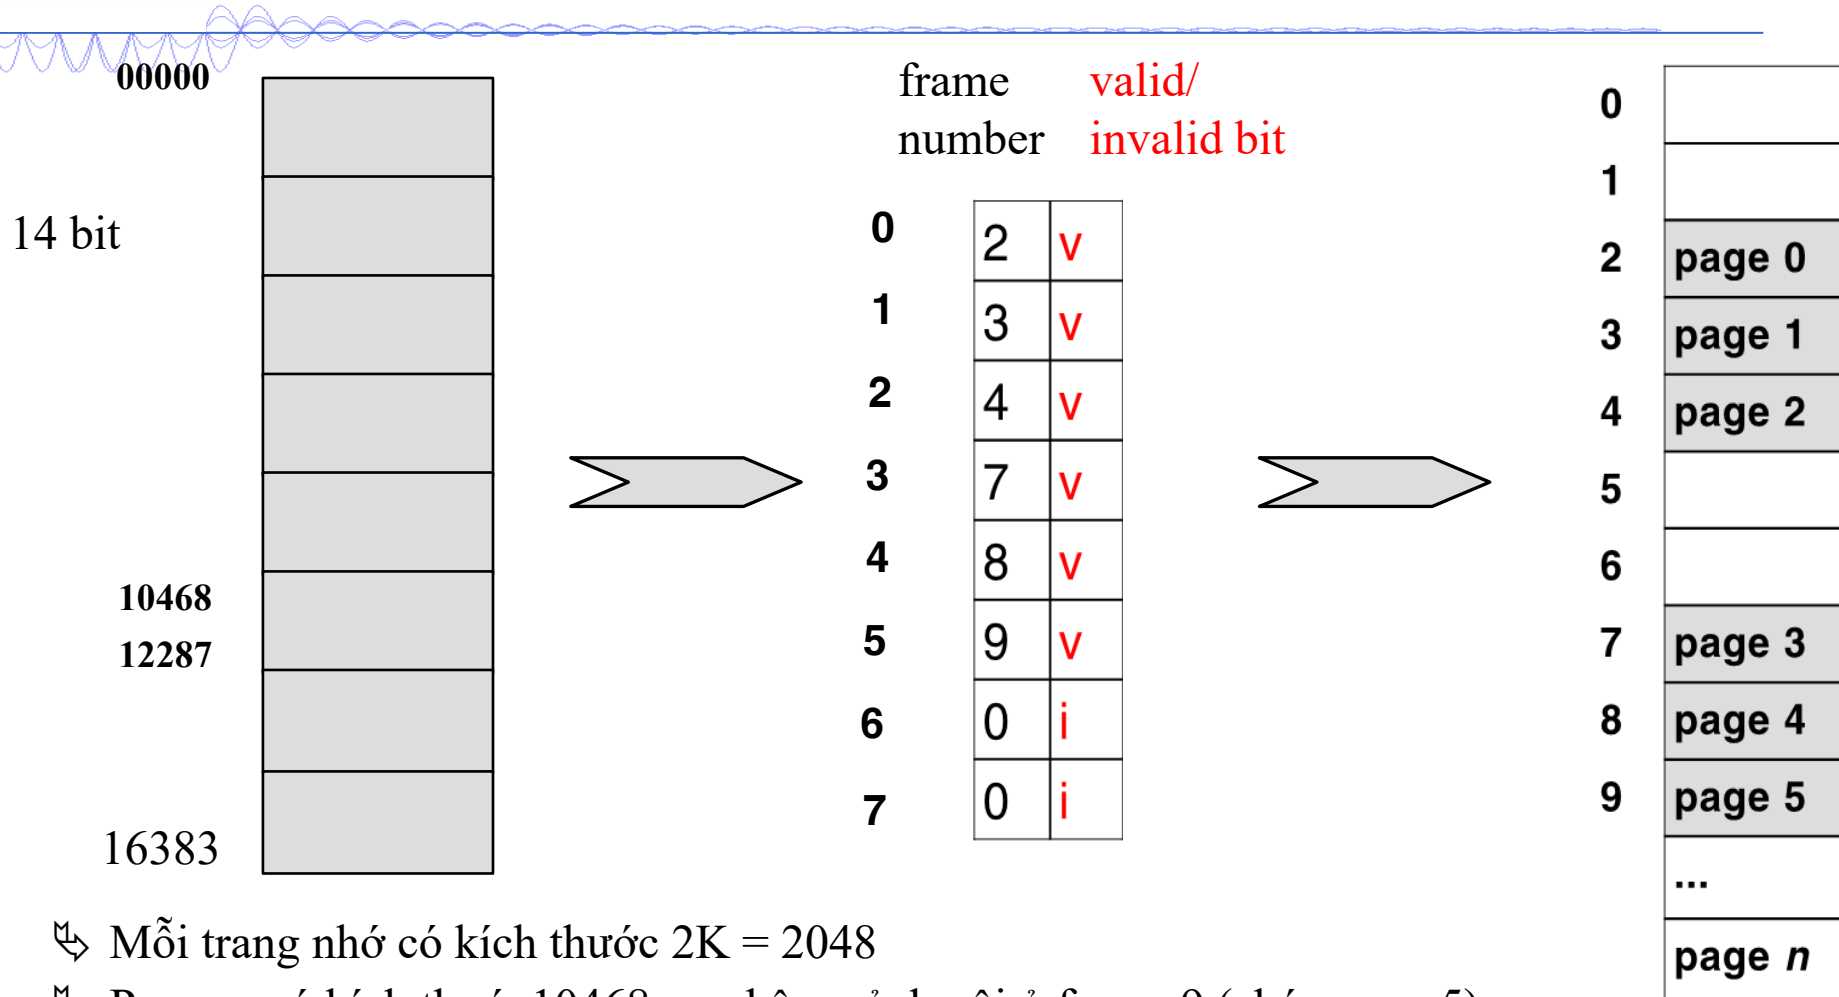 00000
14 bit
10468
12287
16383
frame valid/
number invalid bit
0 2 v
1 3 v
2 4 v
3 7 v
4 8 v
5 9 v
6 0 i
7 0 i
0
1
2 page 0
3 page 1
4 page 2
5
6
7 page 3
8 page 4
9 page 5
...
page n
Mỗi trang nhớ có kích thước 2K = 2048
10468